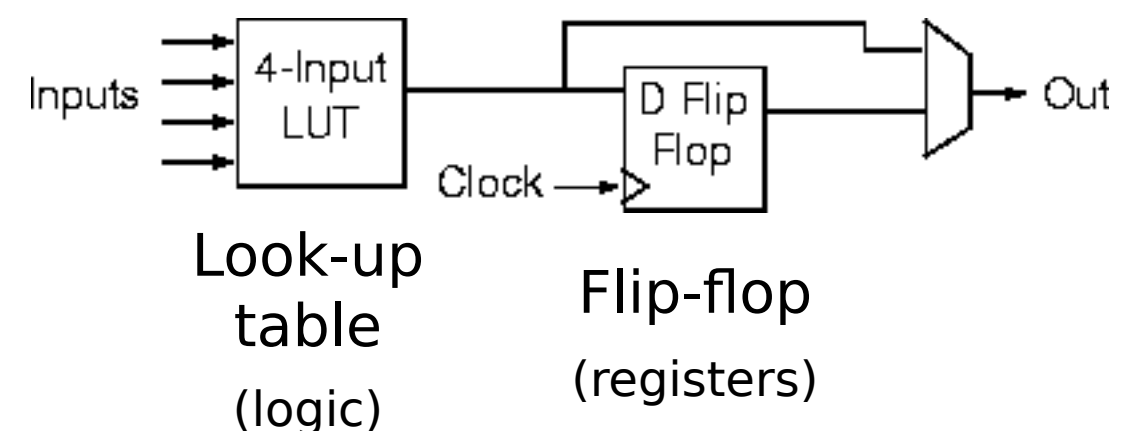 Inputs
4-Input
LUT
Clock
D Flip
Flop
Out
Look-up
table
(logic)
Flip-flop
(registers)